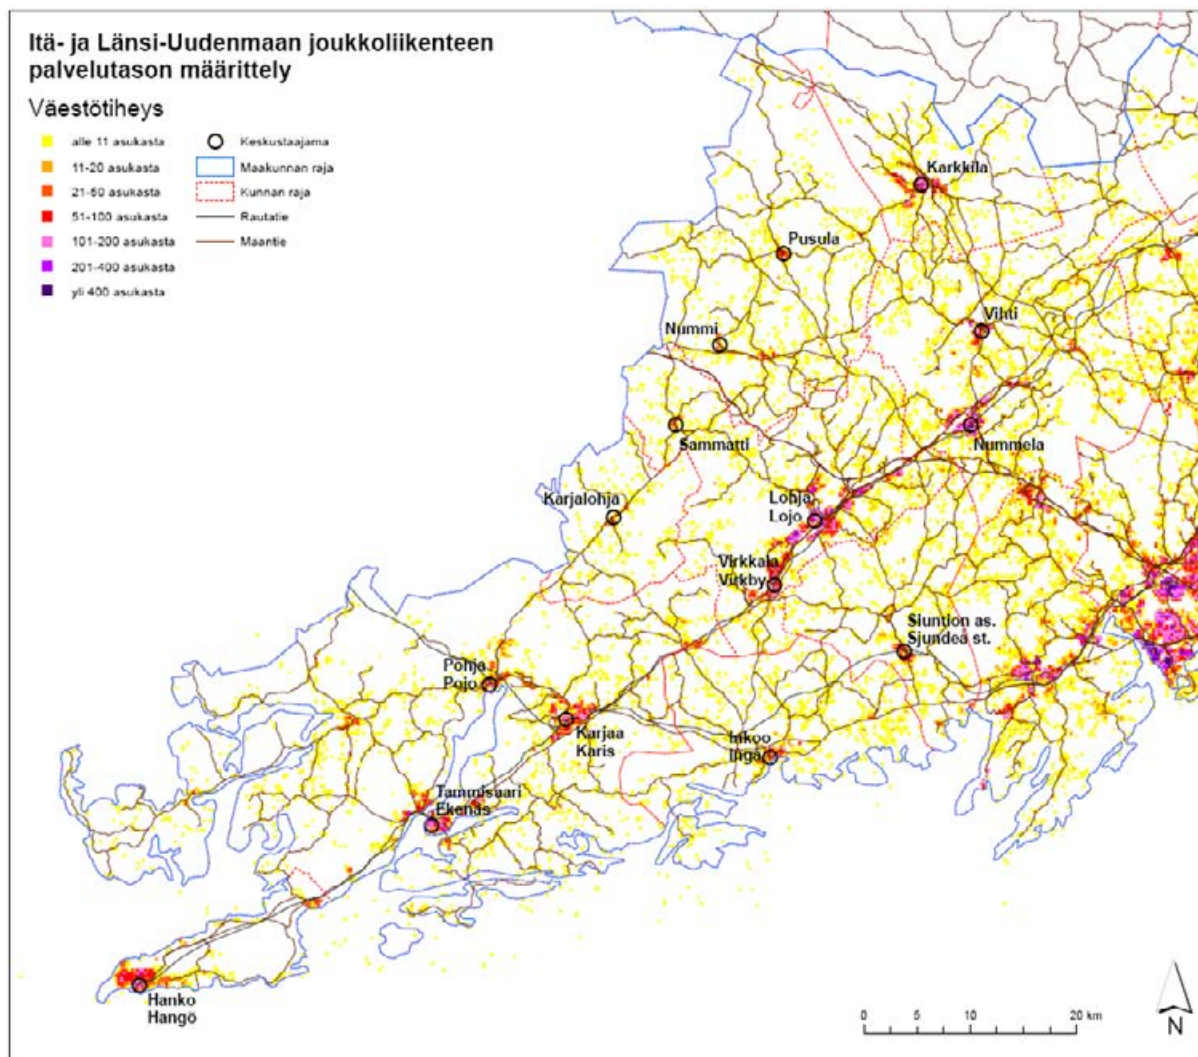 Itä- ja Länsi-Uudenmaan joukkoliikenteen
palvelutason määrittely
Väestötiheys
alle 11 asukasta
11-20 asukasta
21-50 asukasta
51-100 asukasta
101-200 asukasta
201-400 asukasta
yli 400 asukasta
Keskustaajama
Maakunnan raja
Kunnan raja
Rautatie
Maantie
Karkkila
Pusula
Vihti
Nummi
Sammatti
Nummela
Karjalohja
Lohja
Lojo
Virkkala
Virkby
Siuntion as.
Sjundeå st.
Pohja
Pojo
Karjaa
Karis
Inkoo
Ingå
Tammisaari
Ekenäs
Hanko
Hangö
0 5 10 20 km
N